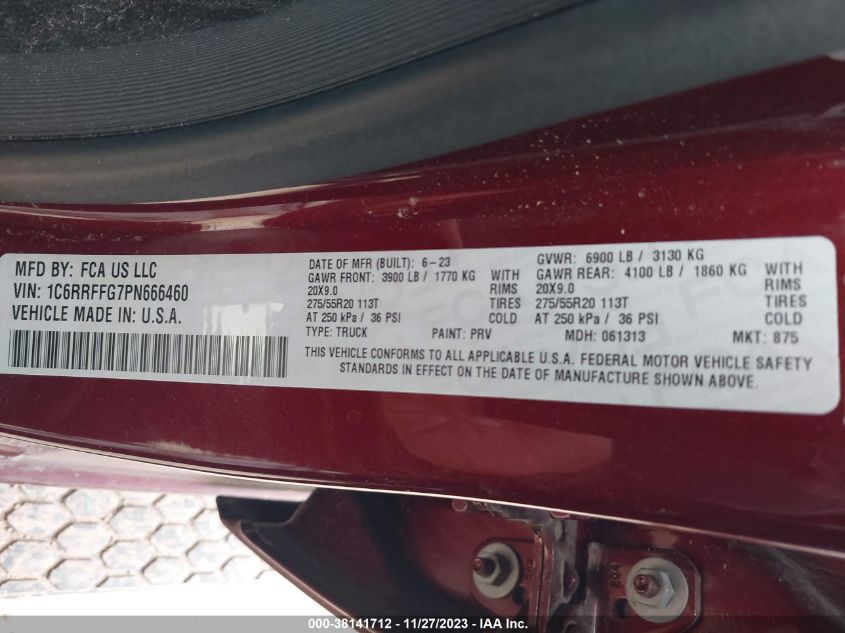 MFD BY: FCA US LLC
VIN: 1C6RRFFG7PN666460
VEHICLE MADE IN: U.S.A.
DATE OF MFR (BUILT): 6-23
GVWR: 6900 LB / 3130 KG
GAWR FRONT: 3900 LB / 1770 KG
GAWR REAR: 4100 LB / 1860 KG
20X9.0 RIMS
20X9.0 RIMS
275/55R20 113T TIRES
275/55R20 113T TIRES
AT 250 kPa / 36 PSI COLD
AT 250 kPa / 36 PSI COLD
TYPE: TRUCK PAINT: PRV MDH: 061313 MKT: 875
THIS VEHICLE CONFORMS TO ALL APPLICABLE U.S.A. FEDERAL MOTOR VEHICLE SAFETY
STANDARDS IN EFFECT ON THE DATE OF MANUFACTURE SHOWN ABOVE.
000-38141712 - 11/27/2023 - IAA Inc.